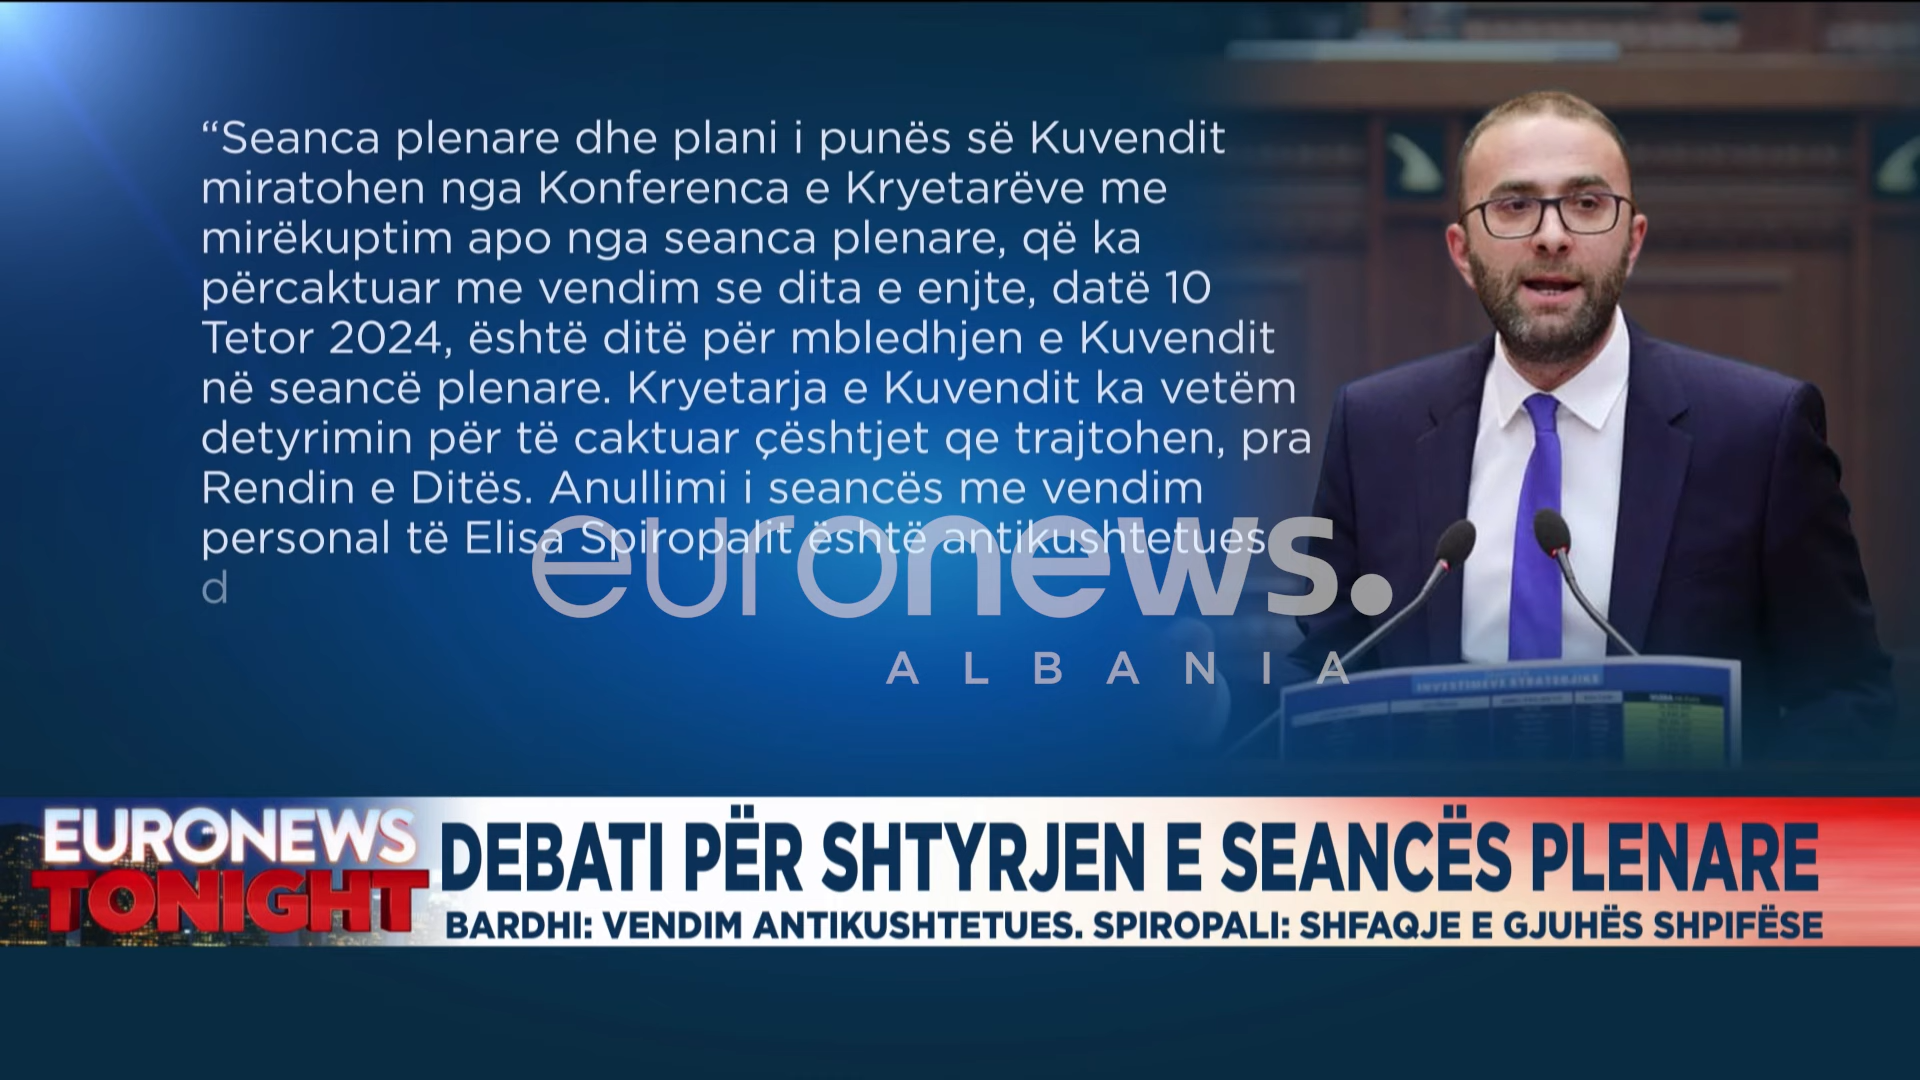 “Seanca plenare dhe plani i punës së Kuvendit
miratohen nga Konferenca e Kryetarëve me
mirëkuptim apo nga seanca plenare, që ka
përcaktuar me vendim se dita e enjte, datë 10
Tetor 2024, është ditë për mbledhjen e Kuvendit
në seancë plenare. Kryetarja e Kuvendit ka vetëm
detyrimin për të caktuar çështjet qe trajtohen, pra
Rendin e Ditës. Anullimi i seancës me vendim
personal të Elisa Spiropalit është antikushtetues
d
euronews.
ALBANIA
INVESTIMEVE STRATEGJIKE
EURONEWS
TONIGHT
DEBATI PËR SHTYRJEN E SEANCËS PLENARE
BARDHI: VENDIM ANTIKUSHTETUES. SPIROPALI: SHFAQJE E GJUHËS SHPIFËSE